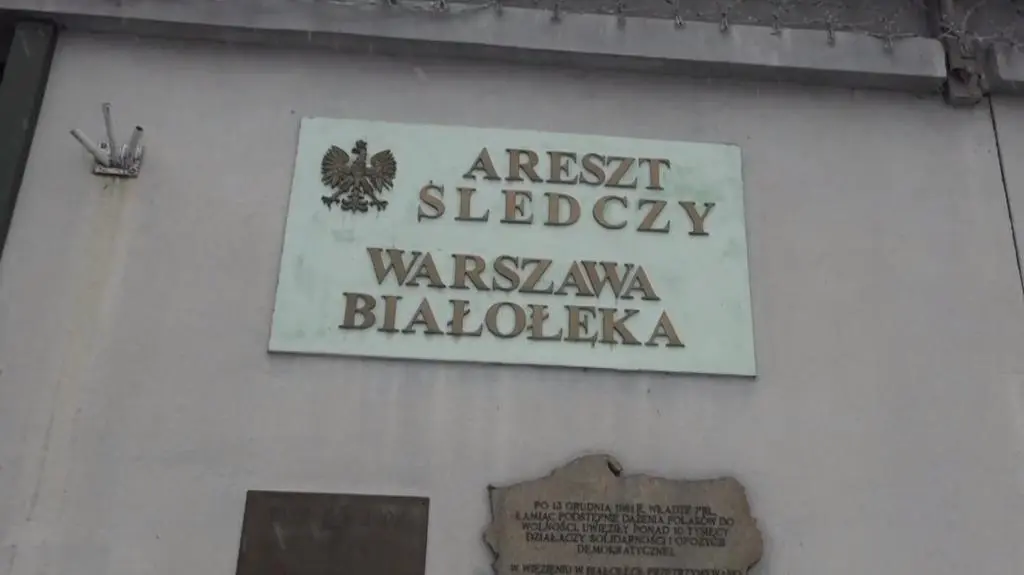 ARESZT
ŚLEDCZY
WARSZAWA
BIAŁOŁĘKA
PO 13 GRUDNIA 1981 R. WŁADZE PRL,
ŁAMIĄC PODSTĘPNIE DĄŻENIA POLAKÓW DO
WOLNOŚCI, UWIĘZIŁY PONAD 10 TYSIĘCY
DZIAŁACZY SOLIDARNOŚCI I OPOZYCJI
DEMOKRATYCZNEJ.
W WIĘZIENIU W BIAŁOŁĘCE PRZETRZYMYWANO